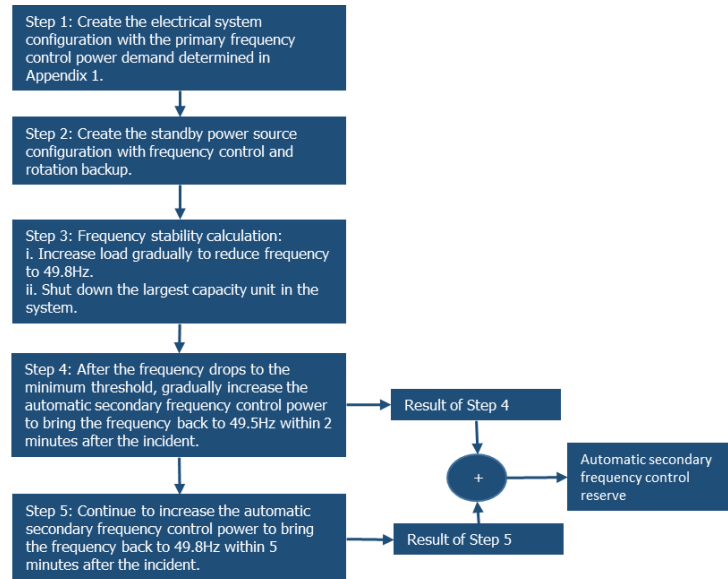 Step 1: Create the electrical system
configuration with the primary frequency
control power demand determined in
Appendix 1.
Step 2: Create the standby power source
configuration with frequency control and
rotation backup.
Step 3: Frequency stability calculation:
i. Increase load gradually to reduce frequency
to 49.8Hz.
ii. Shut down the largest capacity unit in the
system.
Step 4: After the frequency drops to the
minimum threshold, gradually increase the
automatic secondary frequency control power
to bring the frequency back to 49.5Hz within 2
minutes after the incident.
Result of Step 4
+
Automatic secondary
frequency control
reserve
Step 5: Continue to increase the automatic
secondary frequency control power to bring
the frequency back to 49.8Hz within 5
minutes after the incident.
Result of Step 5